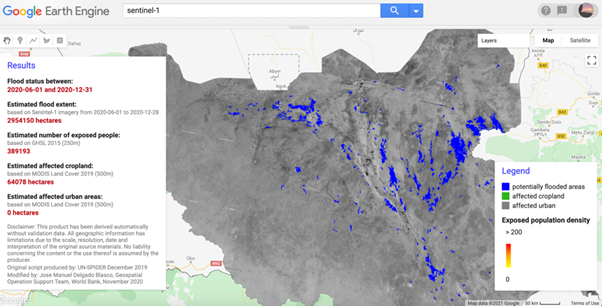 Google Earth Engine
sentinel-1
Layers
Map
Satellite
Results
Flood status between:
2020-06-01 and 2020-12-31
Estimated flood extent:
based on Senintel-1 imagery from 2020-06-01 to 2020-12-28
2954150 hectares
Estimated number of exposed people:
based on GHSL 2015 (250m)
389193
Estimated affected cropland:
based on MODIS Land Cover 2019 (500m)
64078 hectares
Estimated affected urban areas:
based on MODIS Land Cover 2019 (500m)
0 hectares
Disclaimer: This product has been derived automatically
without validation data. All geographic information has
limitations due to the scale, resolution, date and
interpretation of the original source materials. No liability
concerning the content or the use thereof is assumed by the
producer.
Original script produced by: UN-SPIDER December 2019
Modified by: Jose Manuel Delgado Blasco, Geospatial
Operation Support Team, World Bank, November 2020
Abyei
Agok
Asosa
Gambela
Legend
potentially flooded areas
affected cropland
affected urban
Exposed population density
> 200
0
Google
Map data ©2021 Google
50 km
Terms of Use